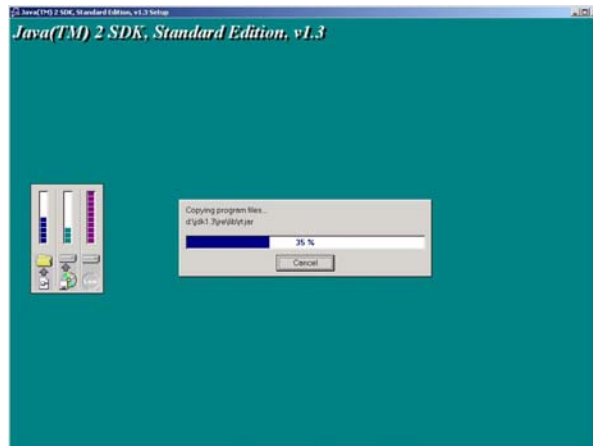 Java(TM) 2 SDK, Standard Edition, v1.3 Setup
Java(TM) 2 SDK, Standard Edition, v1.3
Copying program files...
d:\jdk1.3\jre\lib\rt.jar
35 %
Cancel